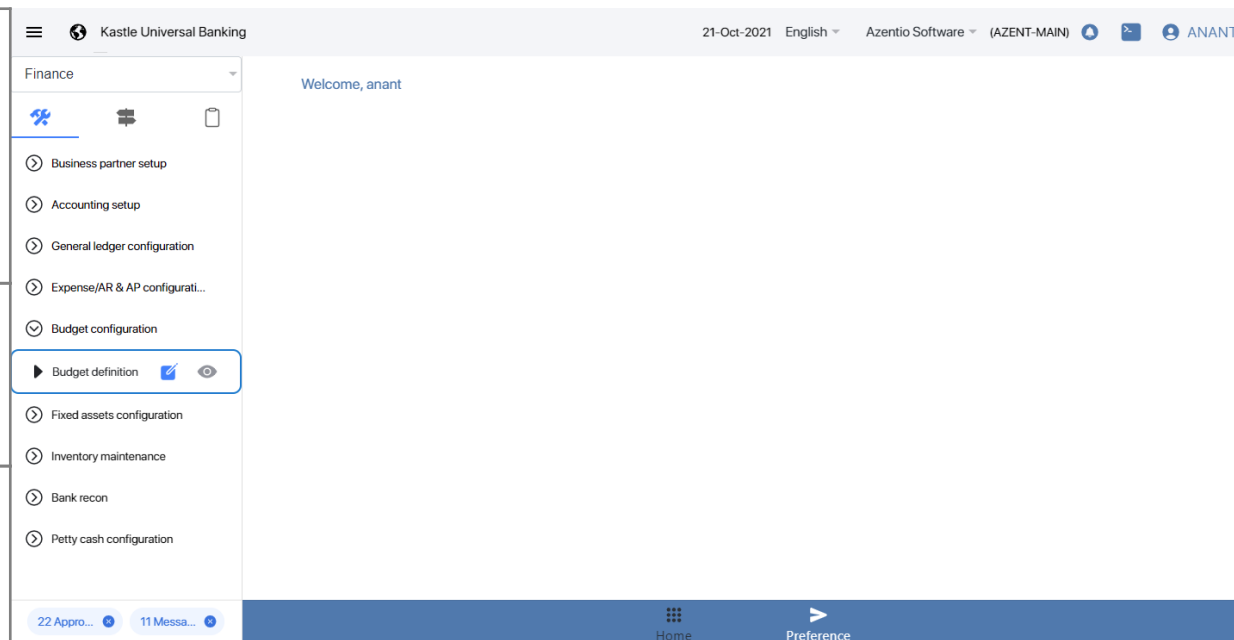 Kastle Universal Banking
21-Oct-2021 English Azentio Software (AZENT-MAIN) ANANT
Finance
Welcome, anant
Business partner setup
Accounting setup
General ledger configuration
Expense/AR & AP configurati...
Budget configuration
Budget definition
Fixed assets configuration
Inventory maintenance
Bank recon
Petty cash configuration
22 Appro... 11 Messa...
Home Preference